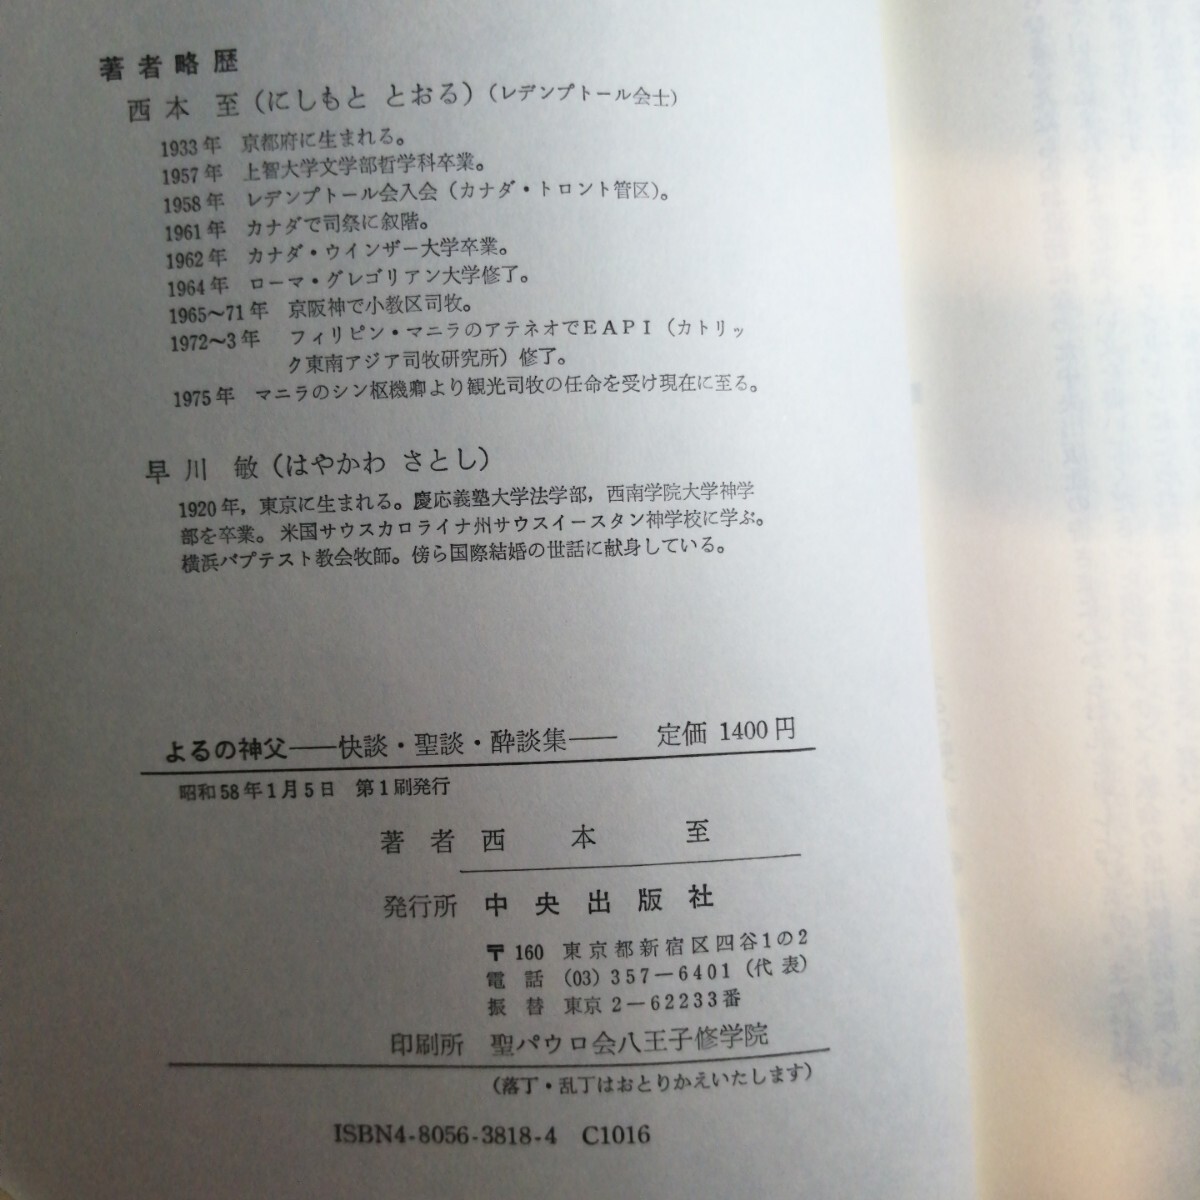 著者略歴
西本 至（にしもと とおる）（レデンプトール会士）
1933年 京都府に生まれる。
1957年 上智大学文学部哲学科卒業。
1958年 レデンプトール会入会（カナダ・トロント管区）。
1961年 カナダで司祭に叙階。
1962年 カナダ・ウインザー大学卒業。
1964年 ローマ・グレゴリアン大学修了。
1965〜71年 京阪神で小教区司牧。
1972〜3年 フィリピン・マニラのアテネオでEAPI（カトリッ
ク東南アジア司牧研究所）修了。
1975年 マニラのシン枢機卿より観光司牧の任命を受け現在に至る。
早川 敏（はやかわ さとし）
1920年，東京に生まれる。慶応義塾大学法学部，西南学院大学神学
部を卒業。米国サウスカロライナ州サウスイースタン神学校に学ぶ。
横浜バプテスト教会牧師。傍ら国際結婚の世話に献身している。
よるの神父――快談・聖談・酔談集―― 定価 1400円
昭和58年1月5日 第1刷発行
著者 西本至
発行所 中央出版社
〒160 東京都新宿区四谷1の2
電話 (03) 357―6401（代表）
振替 東京 2―62233番
印刷所 聖パウロ会八王子修学院
（落丁・乱丁はおとりかえいたします）
ISBN4-8056-3818-4 C1016